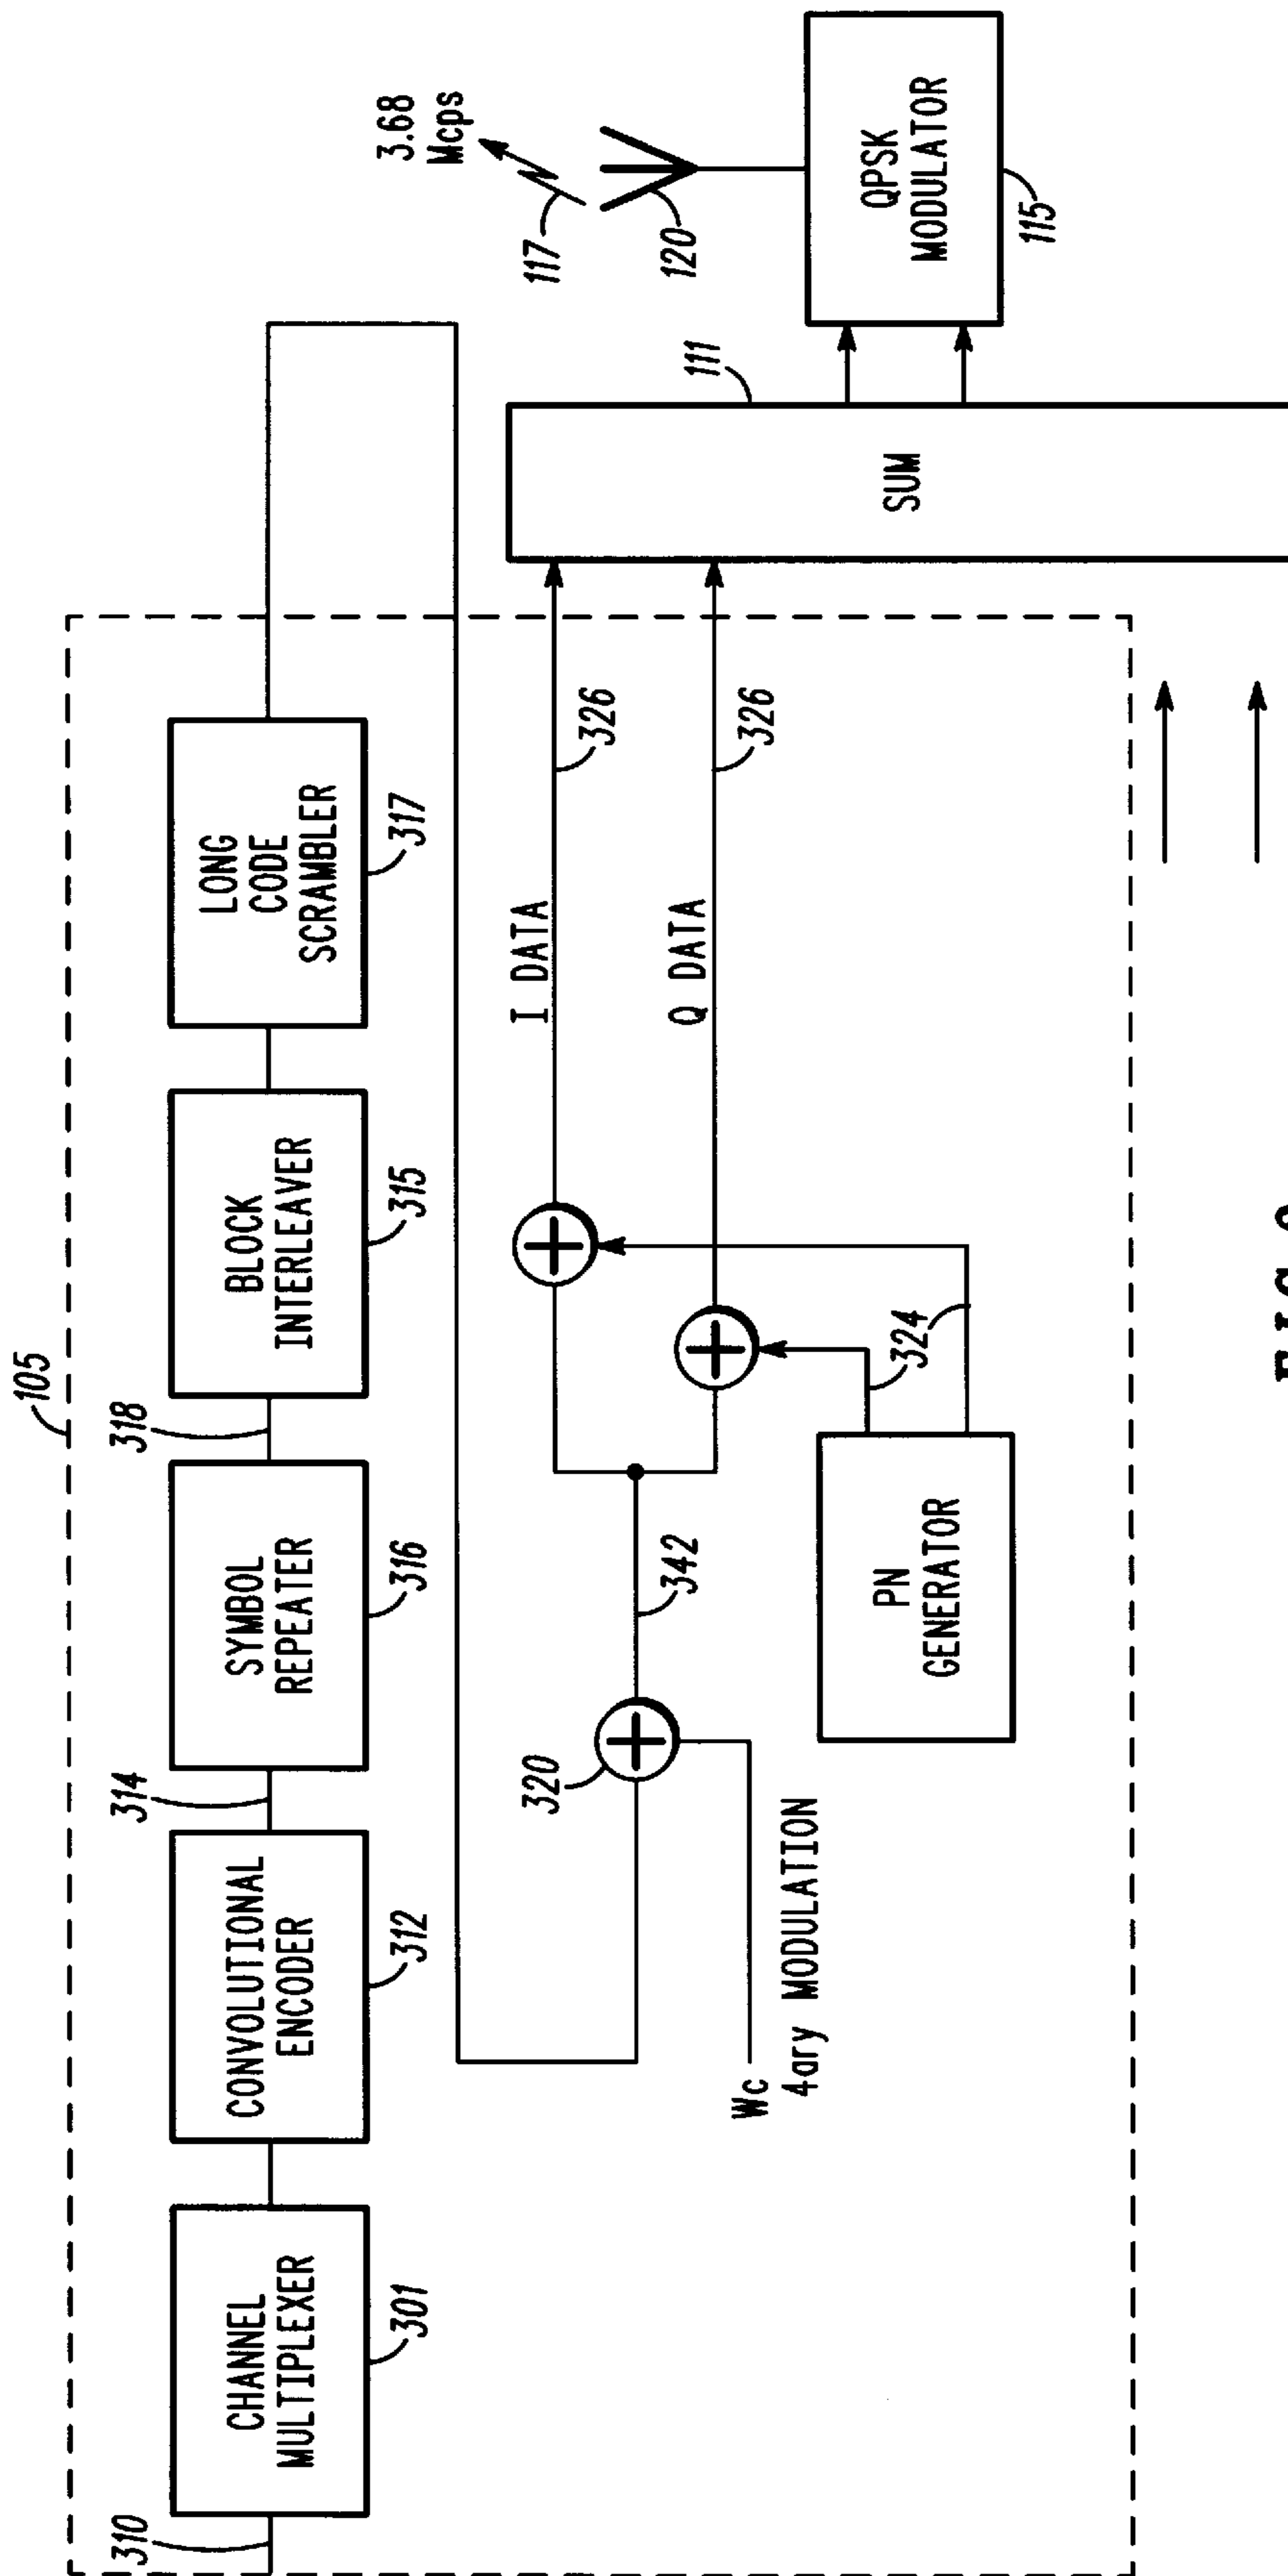 105
310
CHANNEL
MULTIPLEXER
301
CONVOLUTIONAL
ENCODER
312
314
SYMBOL
REPEATER
316
318
BLOCK
INTERLEAVER
315
LONG
CODE
SCRAMBLER
317
3.68
Mcps
117
120
QPSK
MODULATOR
115
111
SUM
I DATA
326
Q DATA
326
320
342
Wc
4ary MODULATION
PN
GENERATOR
324